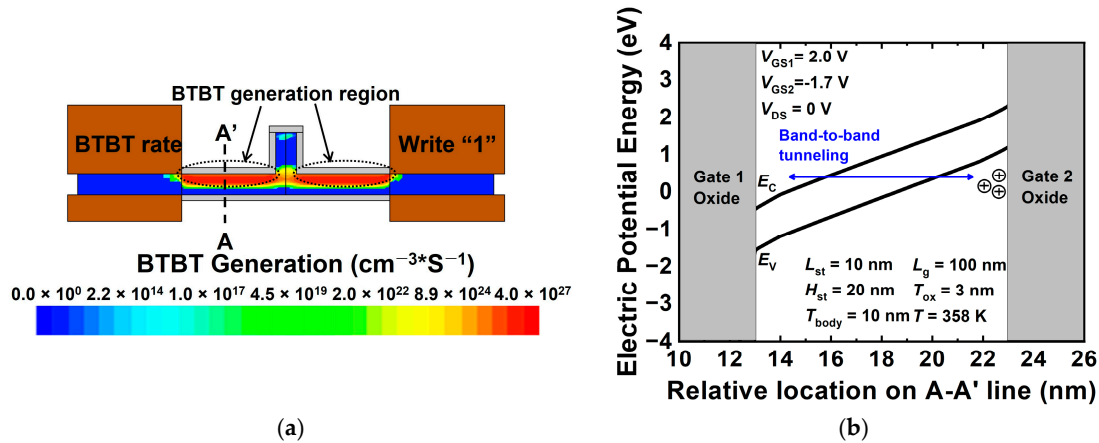 BTBT generation region
BTBT rate
A'
Write “1”
A
BTBT Generation (cm⁻³*S⁻¹)
0.0 × 10⁰ 2.2 × 10¹⁴ 1.0 × 10¹⁷ 4.5 × 10¹⁹ 2.0 × 10²² 8.9 × 10²⁴ 4.0 × 10²⁷
(a)
Electric Potential Energy (eV)
4
3
2
1
0
−1
−2
−3
−4
V_GS1= 2.0 V
V_GS2=-1.7 V
V_DS = 0 V
Band-to-band
tunneling
Gate 1
Oxide
E_C
E_V
Gate 2
Oxide
L_st = 10 nm L_g = 100 nm
H_st = 20 nm T_ox = 3 nm
T_body = 10 nm T = 358 K
10 12 14 16 18 20 22 24 26
Relative location on A-A' line (nm)
(b)